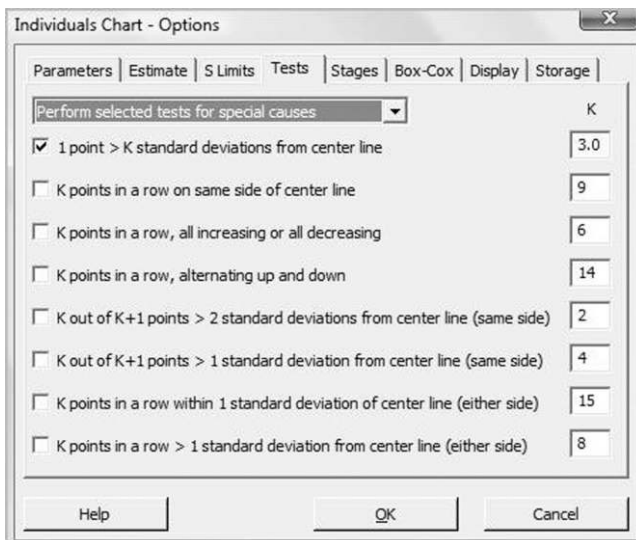 Individuals Chart - Options
X
Parameters Estimate S Limits Tests Stages Box-Cox Display Storage
Perform selected tests for special causes K
1 point > K standard deviations from center line 3.0
K points in a row on same side of center line 9
K points in a row, all increasing or all decreasing 6
K points in a row, alternating up and down 14
K out of K+1 points > 2 standard deviations from center line (same side) 2
K out of K+1 points > 1 standard deviation from center line (same side) 4
K points in a row within 1 standard deviation of center line (either side) 15
K points in a row > 1 standard deviation from center line (either side) 8
Help OK Cancel